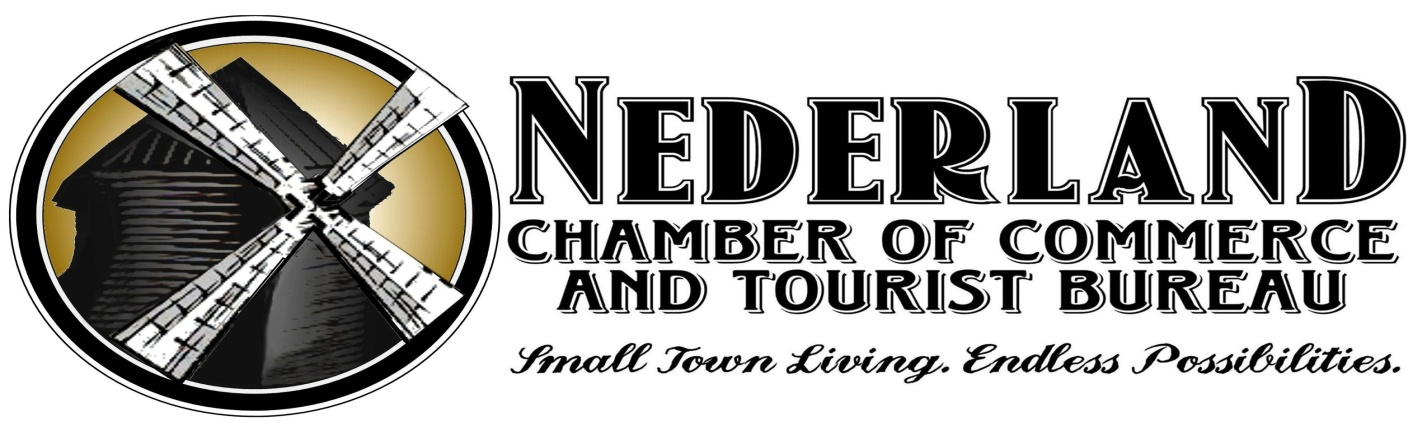 NEDERLAND
CHAMBER OF COMMERCE
AND TOURIST BUREAU
Small Town Living. Endless Possibilities.